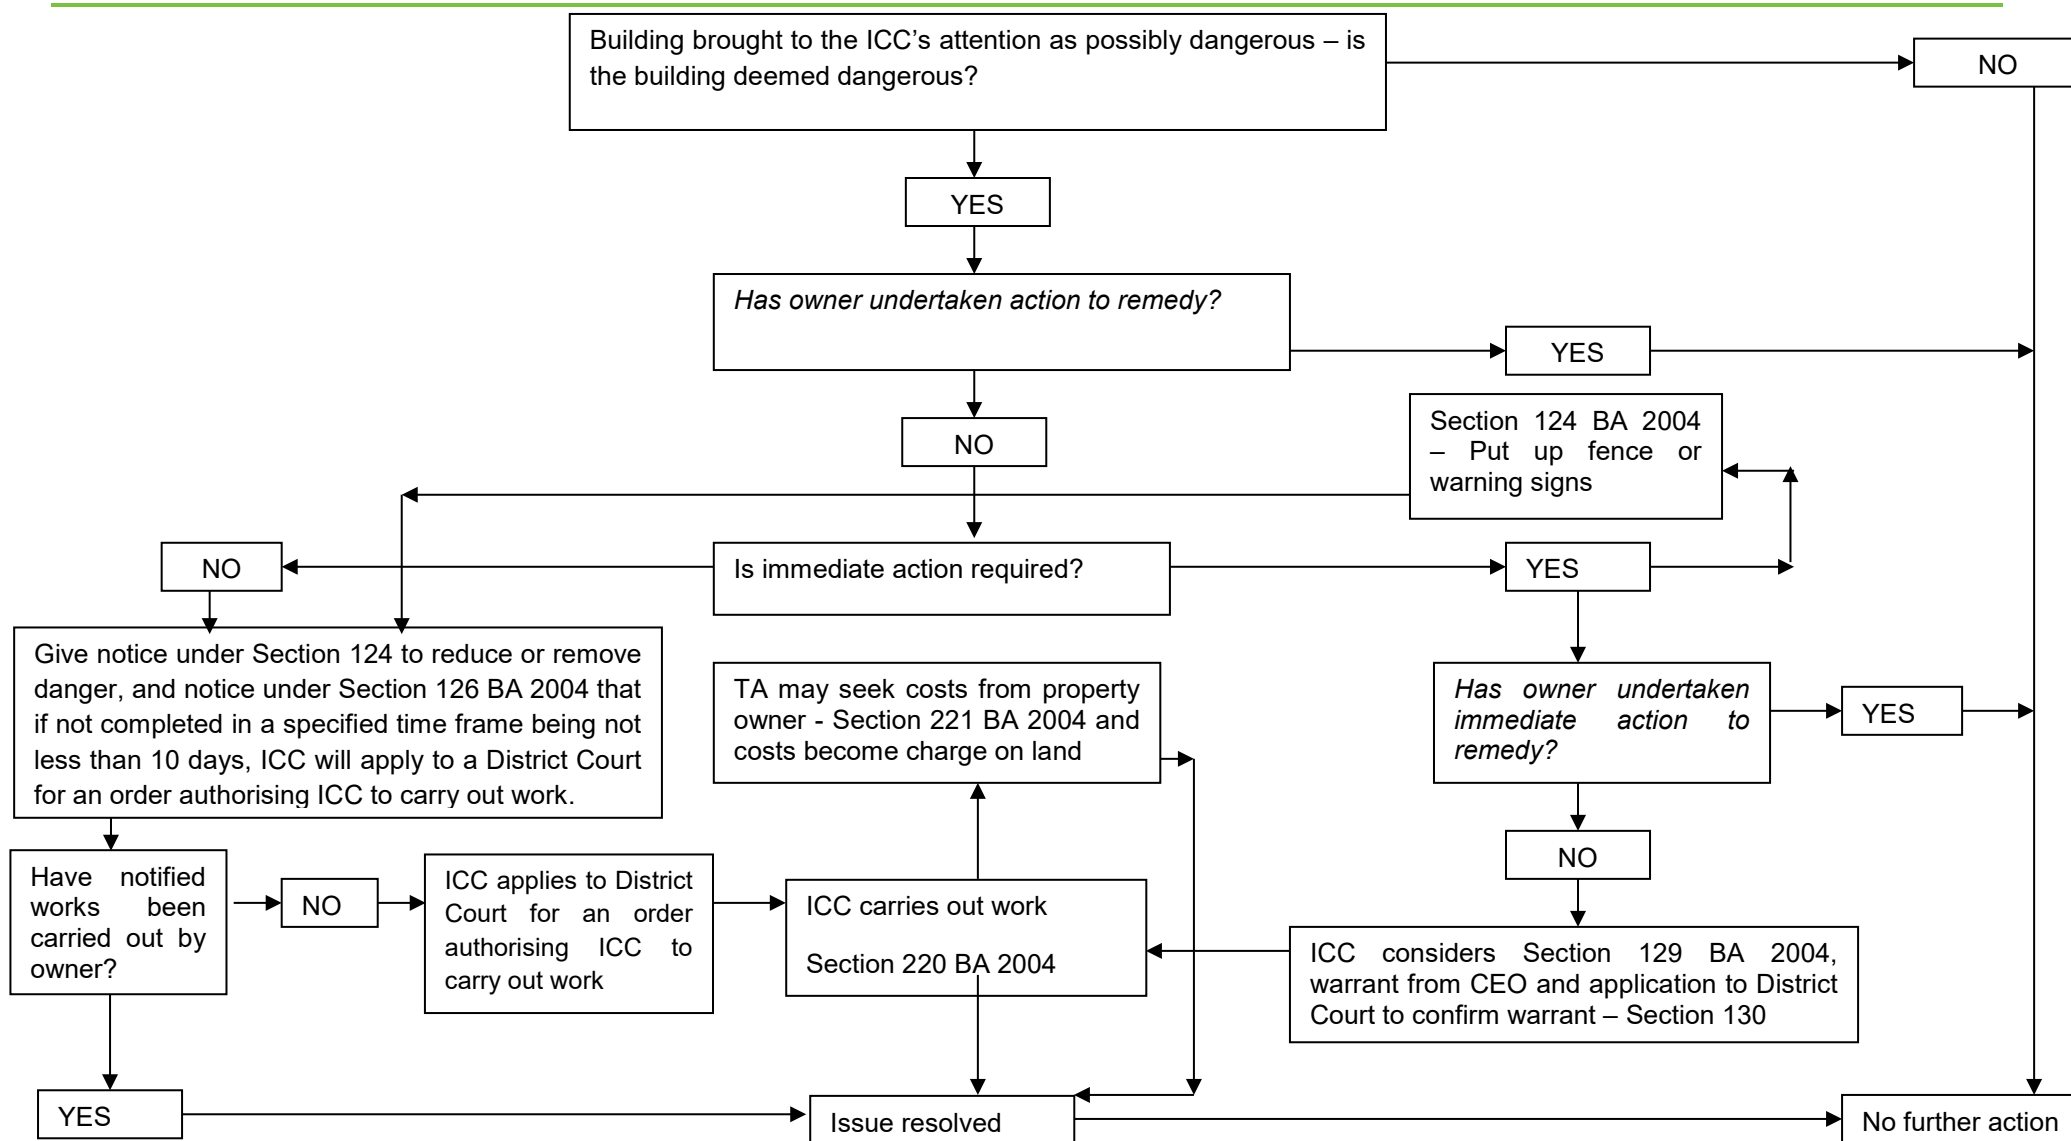 Building brought to the ICC's attention as possibly dangerous – is
the building deemed dangerous?
NO
YES
Has owner undertaken action to remedy?
YES
NO
Section 124 BA 2004
– Put up fence or
warning signs
NO
Is immediate action required?
YES
Give notice under Section 124 to reduce or remove
danger, and notice under Section 126 BA 2004 that
if not completed in a specified time frame being not
less than 10 days, ICC will apply to a District Court
for an order authorising ICC to carry out work.
TA may seek costs from property
owner - Section 221 BA 2004 and
costs become charge on land
Has owner undertaken
immediate action to
remedy?
YES
NO
Have notified
works been
carried out by
owner?
NO
ICC applies to District
Court for an order
authorising ICC to
carry out work
ICC carries out work
Section 220 BA 2004
ICC considers Section 129 BA 2004,
warrant from CEO and application to District
Court to confirm warrant – Section 130
YES
Issue resolved
No further action